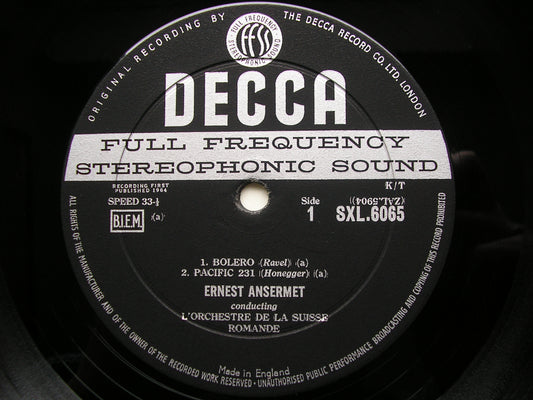 ORIGINAL RECORDING BY THE DECCA RECORD CO. LTD. LONDON
FULL FREQUENCY
ffss
STEREOPHONIC SOUND
DECCA
FULL FREQUENCY
STEREOPHONIC SOUND
RECORDING FIRST
PUBLISHED 1964
K/T
SPEED 33⅓
Side
1
(ZAL.5904)
SXL.6065
B.I.E.M.
(a)
1. BOLERO (Ravel) (a)
2. PACIFIC 231 (Honegger) (a)
ERNEST ANSERMET
conducting
L'ORCHESTRE DE LA SUISSE
ROMANDE
Made in England
ALL RIGHTS OF THE MANUFACTURER AND OF THE OWNER OF THE RECORDED WORK RESERVED · UNAUTHORISED PUBLIC PERFORMANCE BROADCASTING AND COPYING OF THIS RECORD PROHIBITED